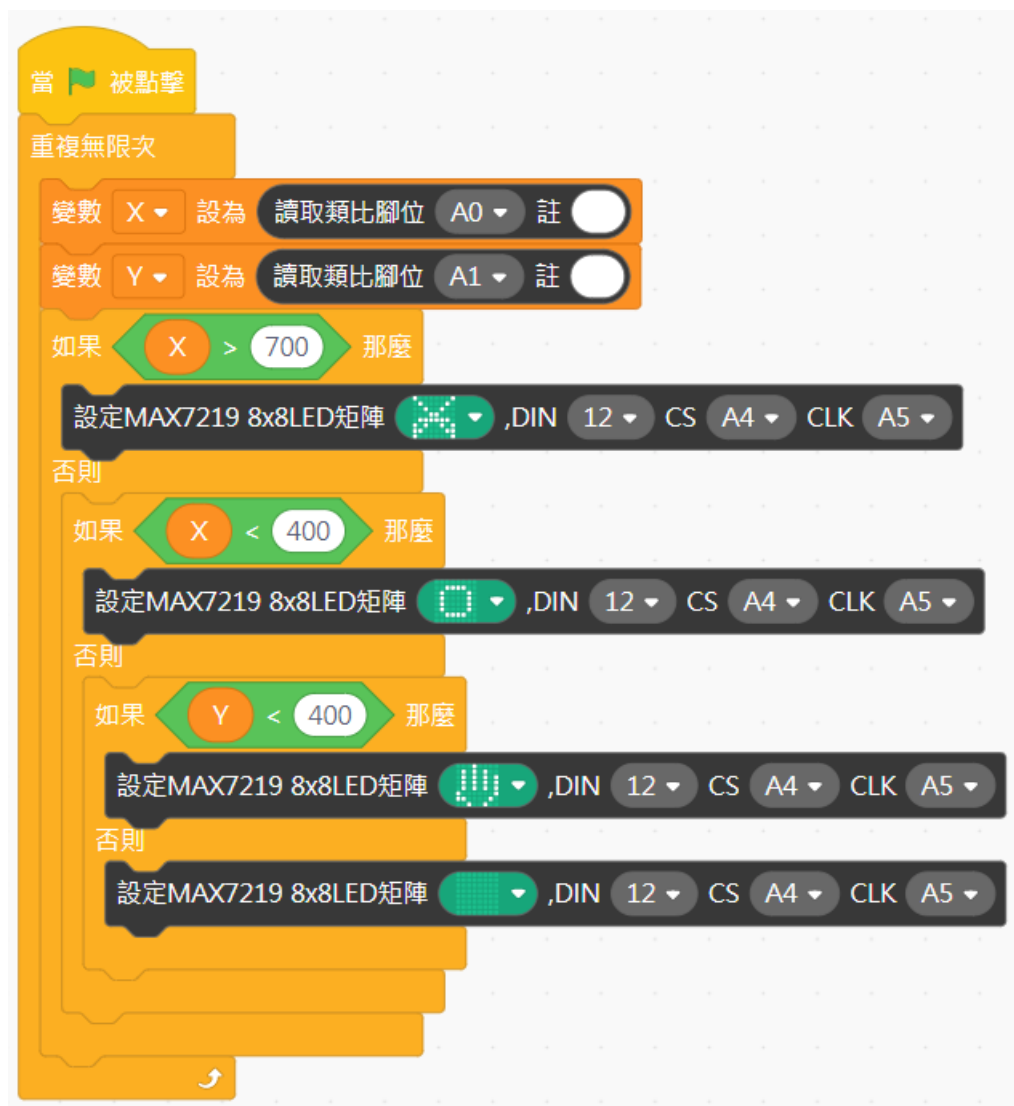 當 被點擊
重複無限次
變數 X 設為 讀取類比腳位 A0 註
變數 Y 設為 讀取類比腳位 A1 註
如果 X > 700 那麼
設定MAX7219 8x8LED矩陣 ,DIN 12 CS A4 CLK A5
否則
如果 X < 400 那麼
設定MAX7219 8x8LED矩陣 ,DIN 12 CS A4 CLK A5
否則
如果 Y < 400 那麼
設定MAX7219 8x8LED矩陣 ,DIN 12 CS A4 CLK A5
否則
設定MAX7219 8x8LED矩陣 ,DIN 12 CS A4 CLK A5